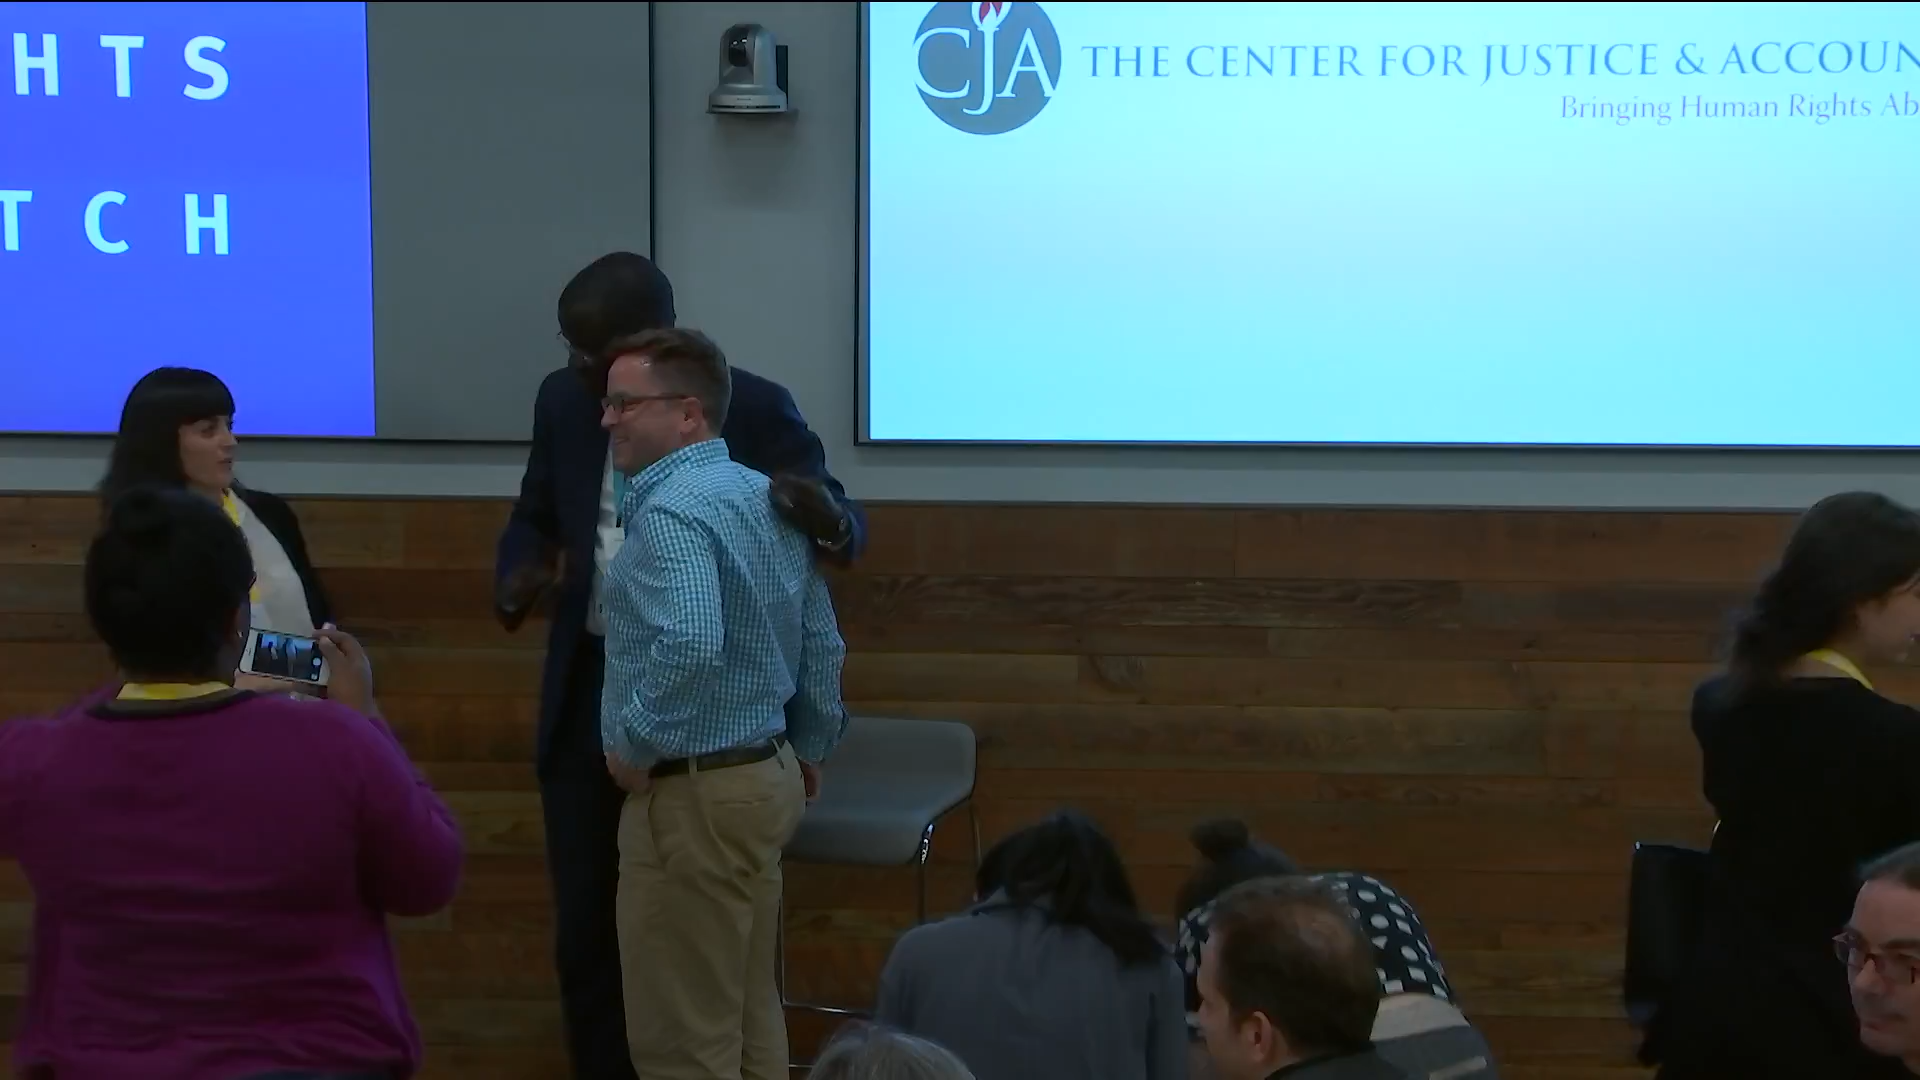 HTS
TCH
CJA THE CENTER FOR JUSTICE & ACCOUN
Bringing Human Rights Ab